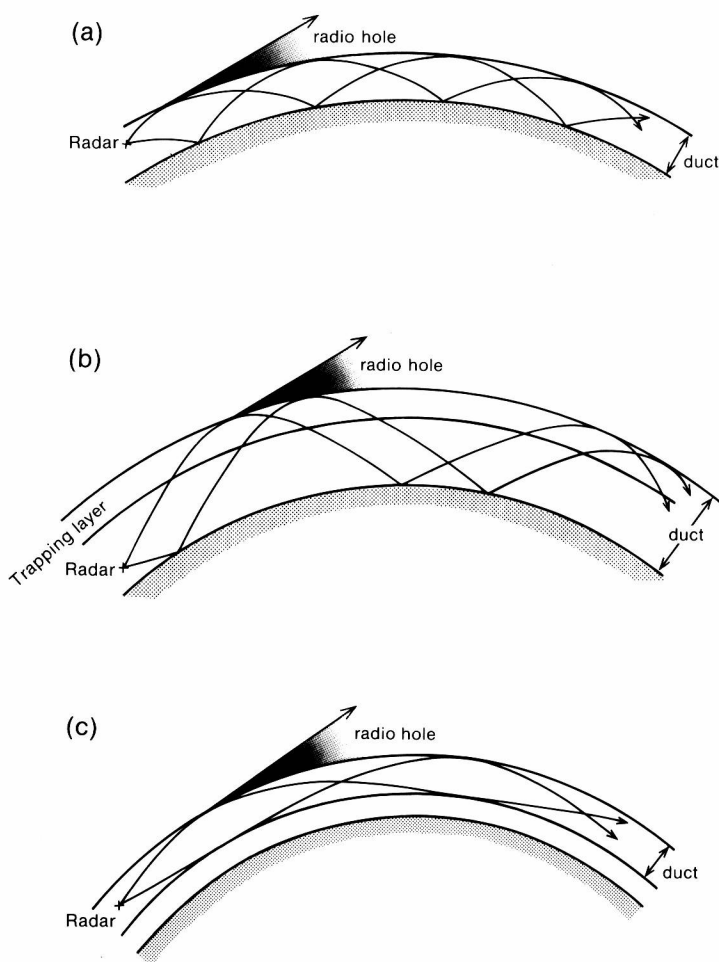 (a)
radio hole
Radar
duct
(b)
radio hole
Trapping layer
Radar
duct
(c)
radio hole
Radar
duct